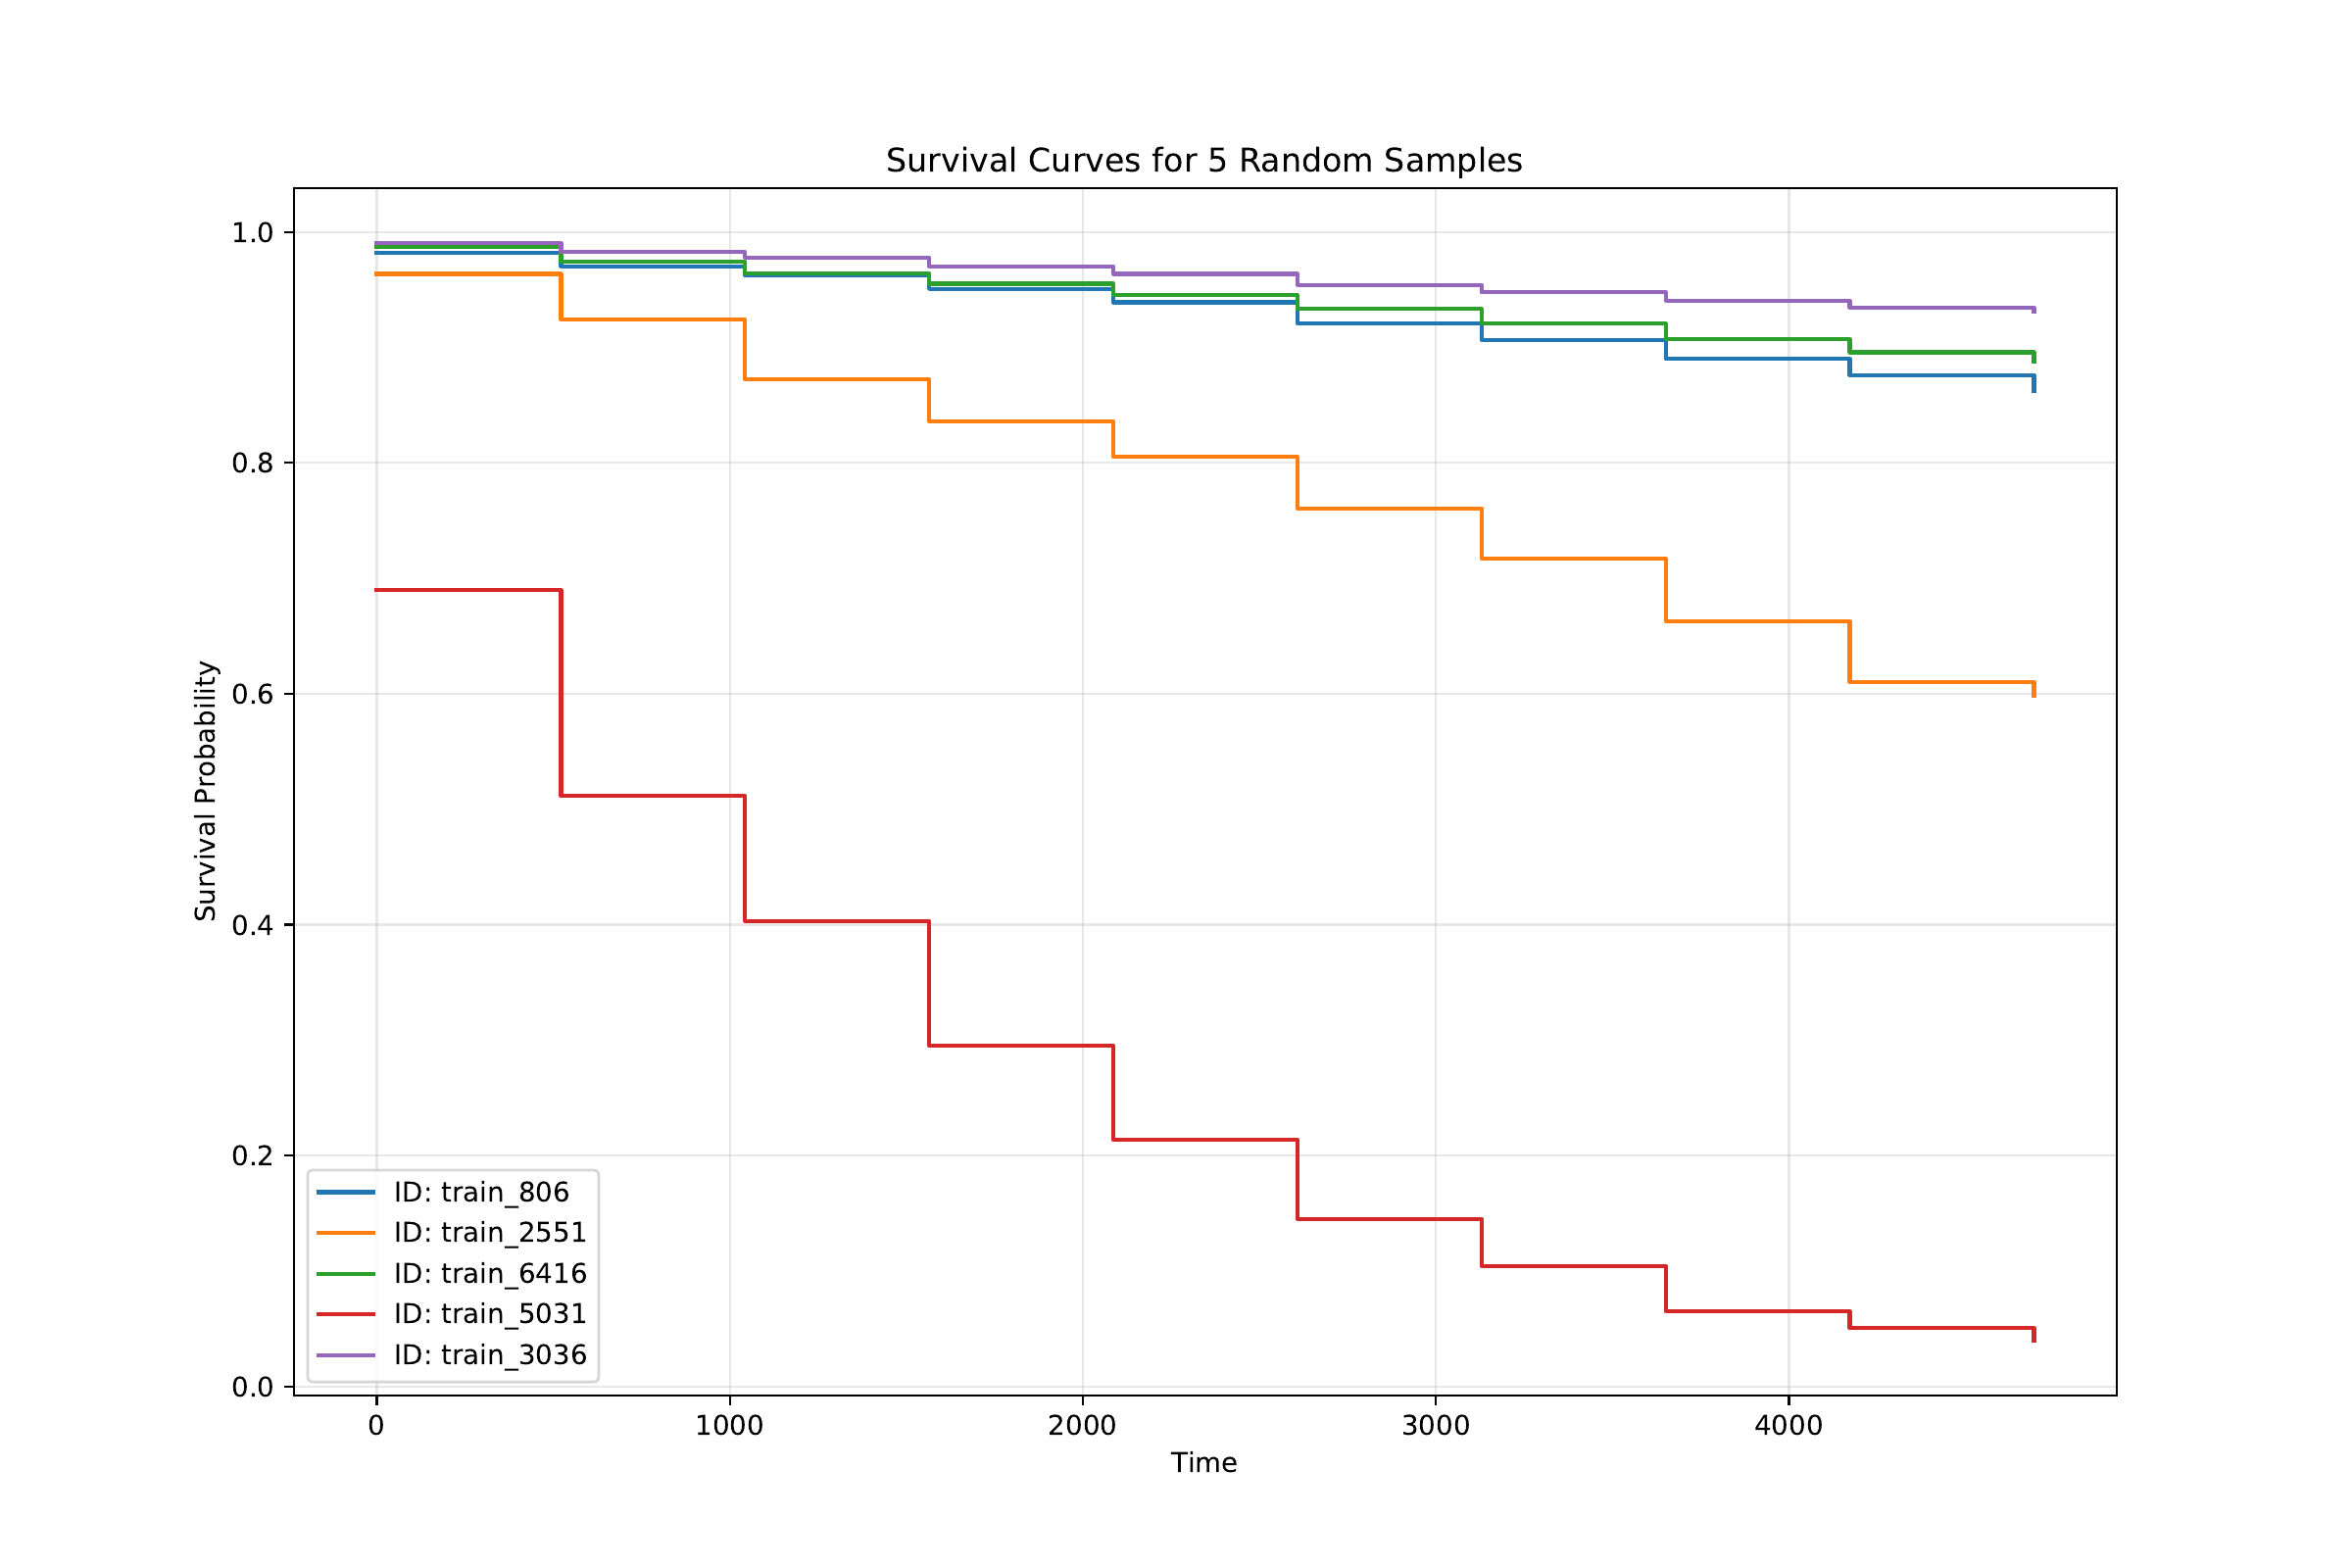 Survival Curves for 5 Random Samples
1.0
0.8
0.6
0.4
0.2
0.0
Survival Probability
ID: train_806
ID: train_2551
ID: train_6416
ID: train_5031
ID: train_3036
0 1000 2000 3000 4000
Time